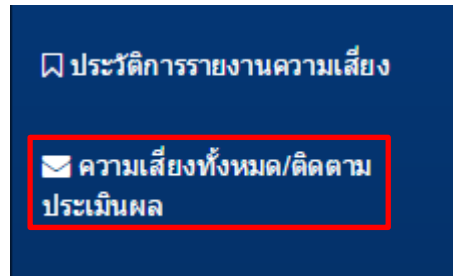 ประวัติการรายงานความเสี่ยง
ความเสี่ยงทั้งหมด/ติดตาม
ประเมินผล